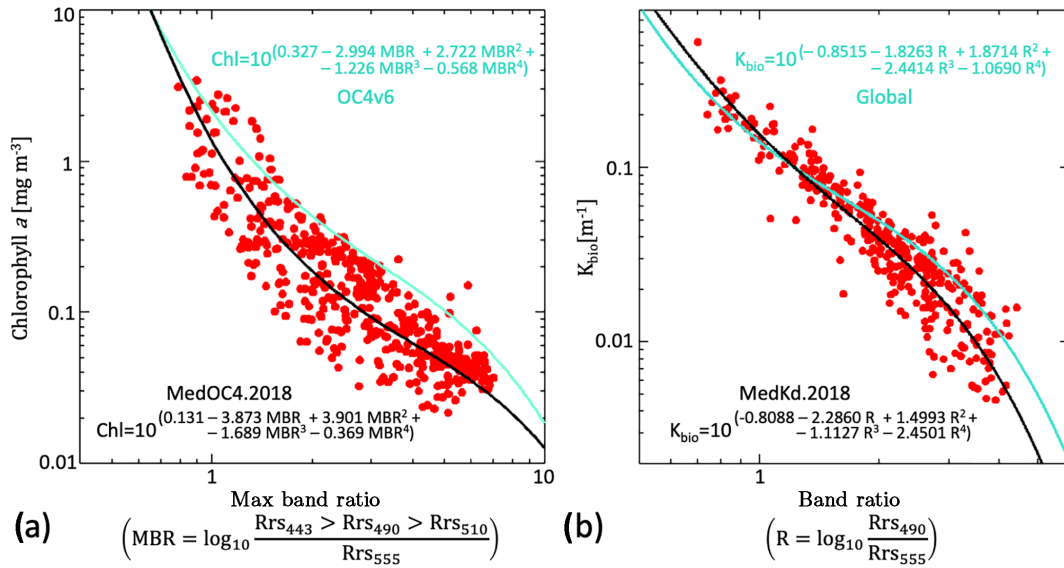 10
1
0.1
0.01
Chlorophyll a [mg m⁻³]
Chl=10^(0.327 − 2.994 MBR + 2.722 MBR² +
− 1.226 MBR³ − 0.568 MBR⁴)
OC4v6
MedOC4.2018
Chl=10^(0.131 − 3.873 MBR + 3.901 MBR² +
− 1.689 MBR³ − 0.369 MBR⁴)
1 10
Max band ratio
(a)
(MBR = log₁₀ Rrs₄₄₃ > Rrs₄₉₀ > Rrs₅₁₀
Rrs₅₅₅)
0.1
0.01
K_bio[m⁻¹]
K_bio=10^(− 0.8515 − 1.8263 R + 1.8714 R² +
− 2.4414 R³ − 1.0690 R⁴)
Global
MedKd.2018
K_bio=10^(-0.8088 − 2.2860 R + 1.4993 R² +
− 1.1127 R³ − 2.4501 R⁴)
1 2 3
Band ratio
(b)
(R = log₁₀ Rrs₄₉₀
Rrs₅₅₅)